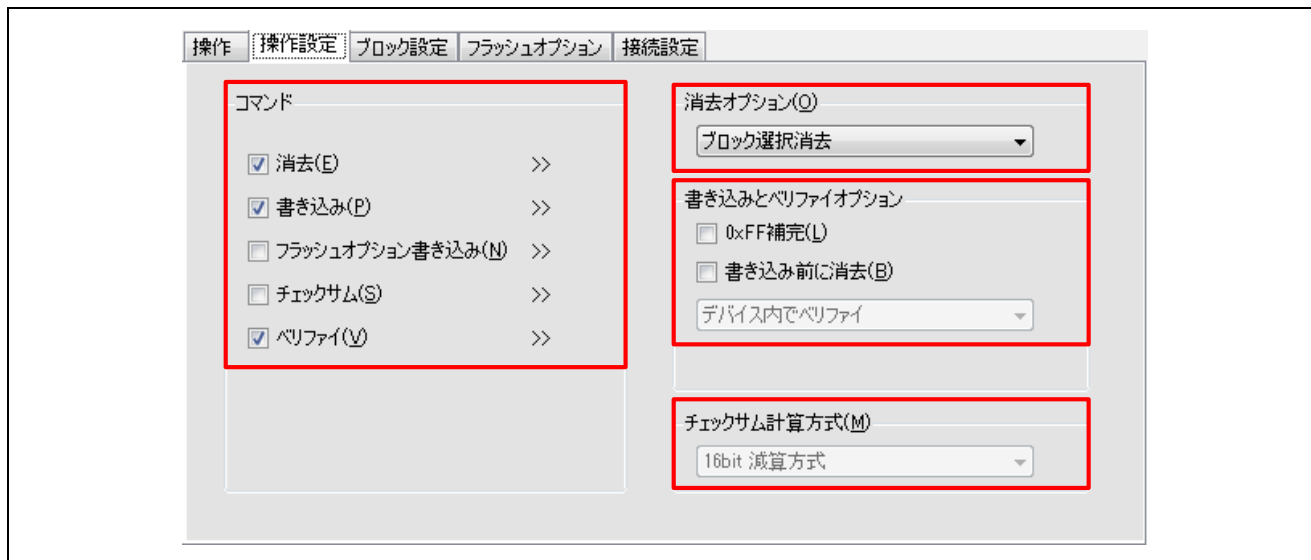 操作 操作設定 ブロック設定 フラッシュオプション 接続設定
コマンド
消去(E) >>
書き込み(P) >>
フラッシュオプション書き込み(N) >>
チェックサム(S) >>
ベリファイ(V) >>
消去オプション(O)
ブロック選択消去
書き込みとベリファイオプション
0xFF補完(L)
書き込み前に消去(B)
デバイス内でベリファイ
チェックサム計算方式(M)
16bit 減算方式